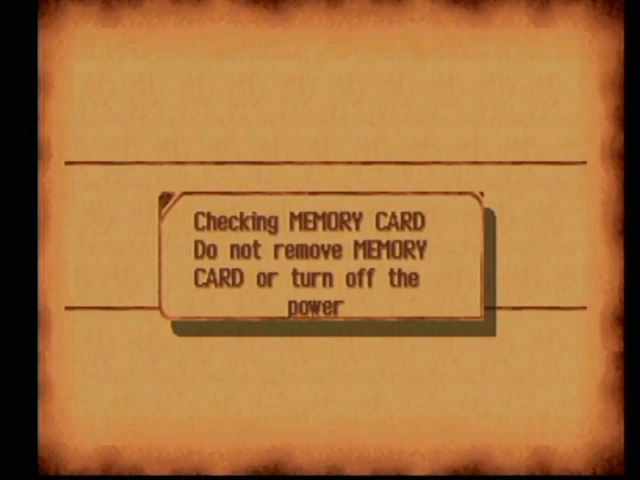 Checking MEMORY CARD
Do not remove MEMORY
CARD or turn off the
power